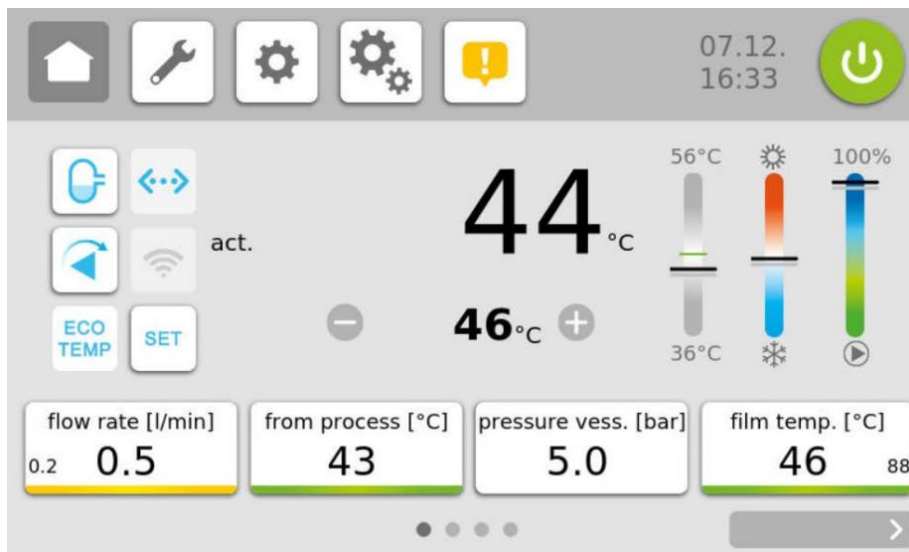 07.12.
16:33
56°C
100%
act.
44 °C
ECO
TEMP
SET
46°C
36°C
flow rate [l/min]
0.2 0.5
from process [°C]
43
pressure vess. [bar]
5.0
film temp. [°C]
46 88